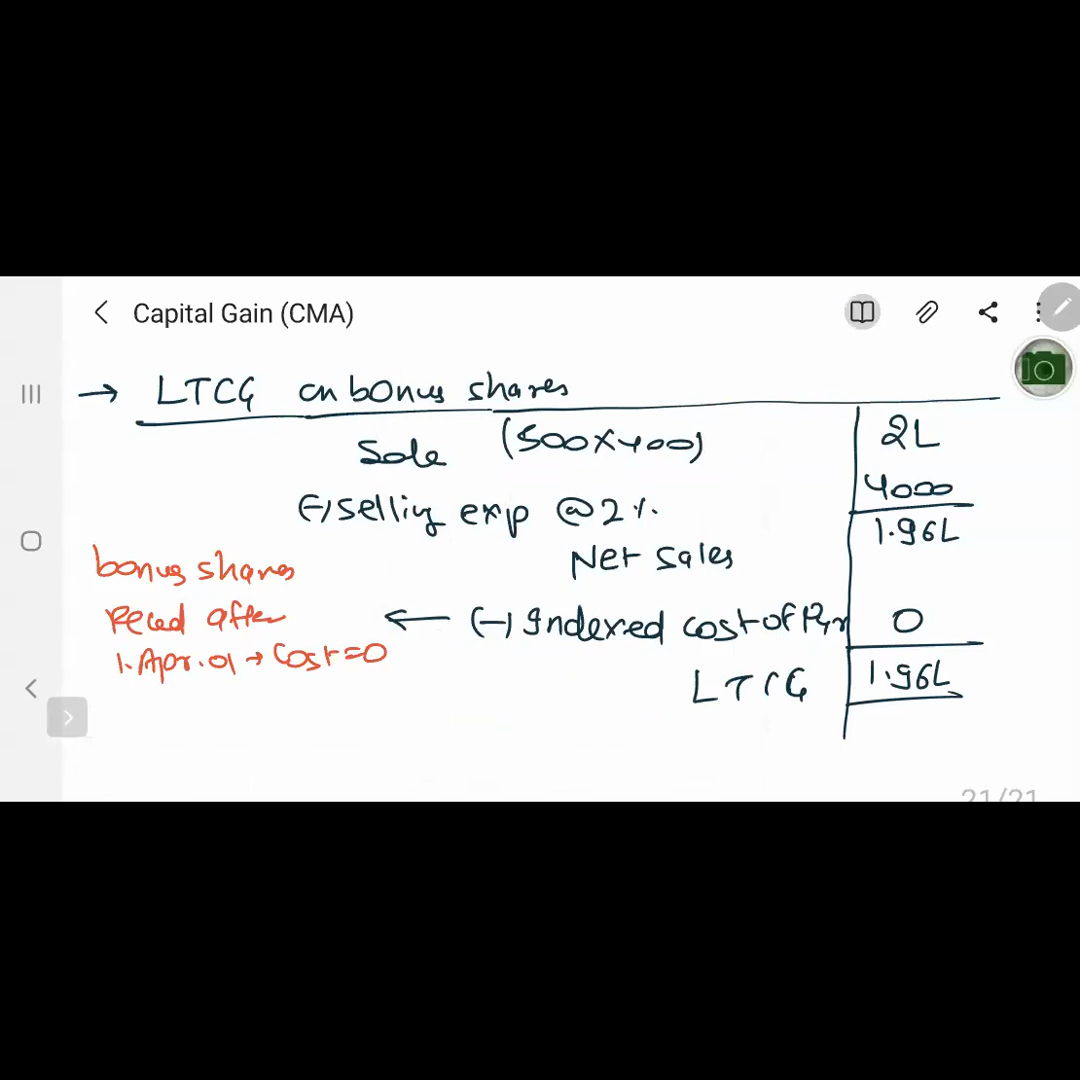 Capital Gain (CMA)
→ LTCG on bonus shares
Sale (500×400) 2L
(-) selling exp @2% 4000
Net sales 1.96L
bonus shares
Recd after
1.Apr.01 → Cost=0
← (-) Indexed cost of 0
LTCG 1.96L
21/21